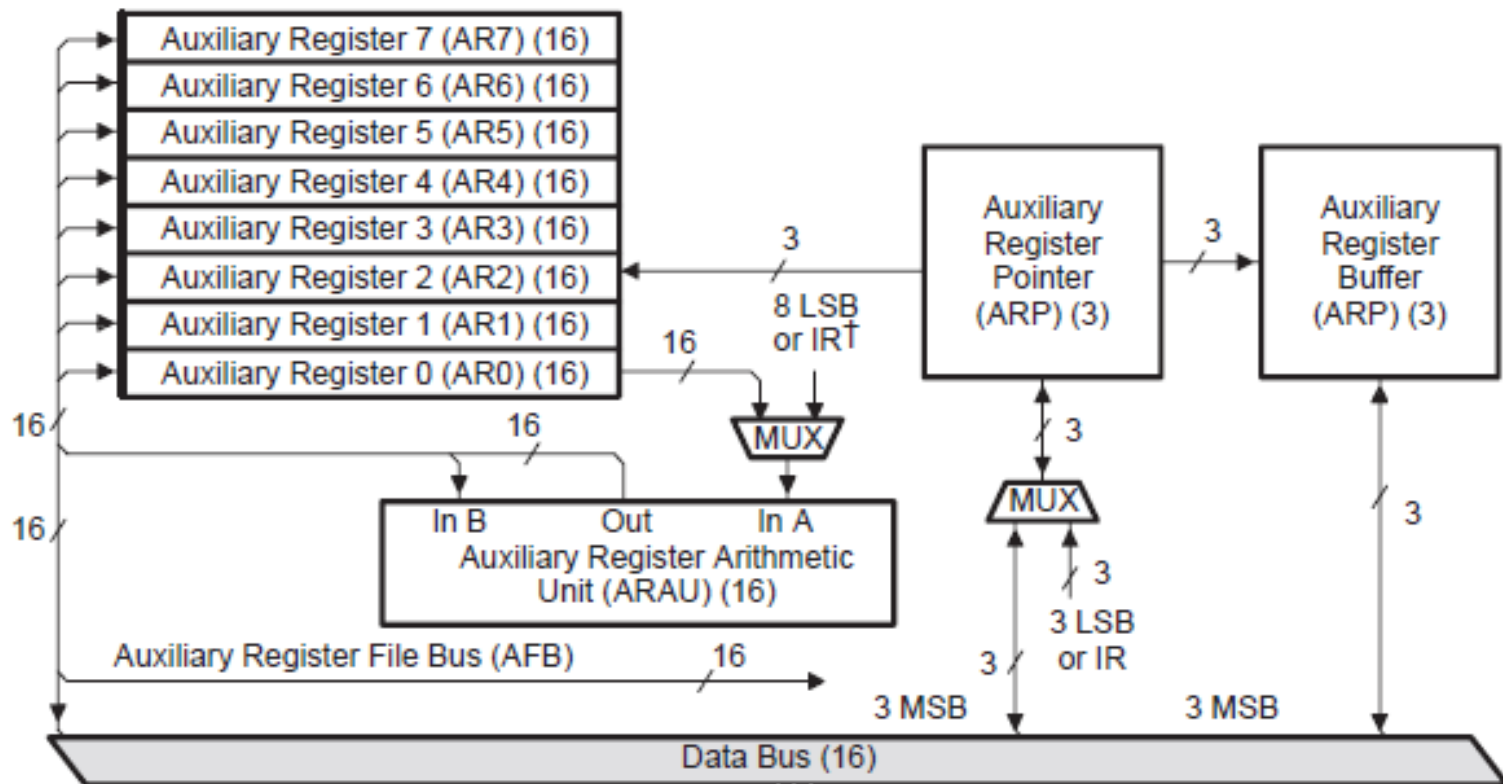 Auxiliary Register 7 (AR7) (16)
Auxiliary Register 6 (AR6) (16)
Auxiliary Register 5 (AR5) (16)
Auxiliary Register 4 (AR4) (16)
Auxiliary Register 3 (AR3) (16)
Auxiliary Register 2 (AR2) (16)
Auxiliary Register 1 (AR1) (16)
Auxiliary Register 0 (AR0) (16)
3
8 LSB
or IR†
16
MUX
Auxiliary
Register
Pointer
(ARP) (3)
3
Auxiliary
Register
Buffer
(ARP) (3)
16
16
16
In B
Out
In A
Auxiliary Register Arithmetic
Unit (ARAU) (16)
3
MUX
3
3 LSB
or IR
3
3
Auxiliary Register File Bus (AFB)
16
3 MSB
3 MSB
Data Bus (16)